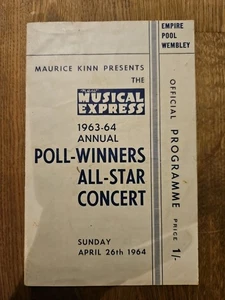 EMPIRE
POOL
WEMBLEY
MAURICE KINN PRESENTS
THE
MUSICAL
EXPRESS
1963-64
ANNUAL
POLL-WINNERS
ALL-STAR
CONCERT
SUNDAY
APRIL 26th 1964
OFFICIAL PROGRAMME PRICE 1/-